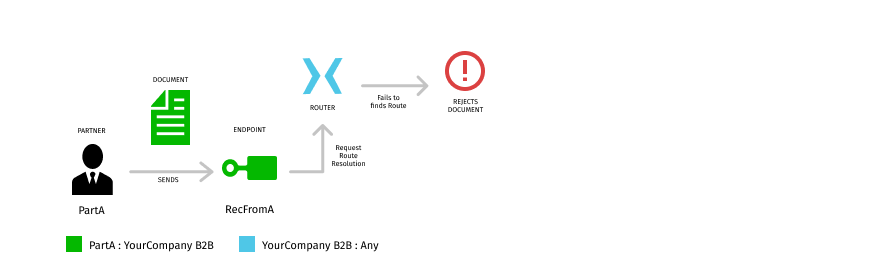 DOCUMENT
PARTNER
ENDPOINT
ROUTER
Fails to
finds Route
REJECTS
DOCUMENT
Request
Route
Resolution
SENDS
PartA
RecFromA
PartA : YourCompany B2B
YourCompany B2B : Any